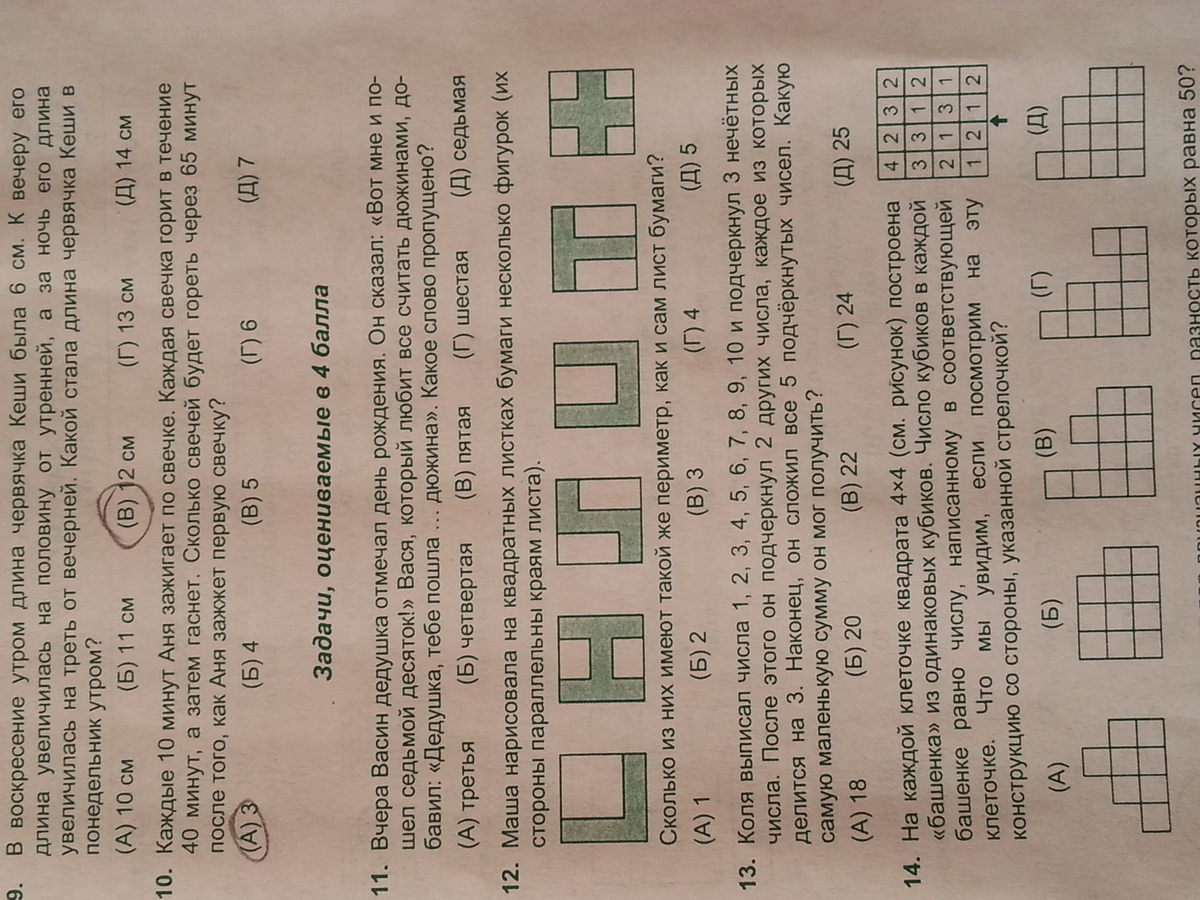 9. В воскресение утром длина червячка Кеши была 6 см. К вечеру его
длина увеличилась на половину от утренней, а за ночь его длина
увеличилась на треть от вечерней. Какой стала длина червячка Кеши в
понедельник утром?
(А) 10 см (Б) 11 см (В) 12 см (Г) 13 см (Д) 14 см
10. Каждые 10 минут Аня зажигает по свечке. Каждая свечка горит в течение
40 минут, а затем гаснет. Сколько свечей будет гореть через 65 минут
после того, как Аня зажжет первую свечку?
(А) 3 (Б) 4 (В) 5 (Г) 6 (Д) 7
Задачи, оцениваемые в 4 балла
11. Вчера Васин дедушка отмечал день рождения. Он сказал: «Вот мне и по-
шел седьмой десяток!» Вася, который любит все считать дюжинами, до-
бавил: «Дедушка, тебе пошла ... дюжина». Какое слово пропущено?
(А) третья (Б) четвертая (В) пятая (Г) шестая (Д) седьмая
12. Маша нарисовала на квадратных листках бумаги несколько фигурок (их
стороны параллельны краям листа).
Сколько из них имеют такой же периметр, как и сам лист бумаги?
(А) 1 (Б) 2 (В) 3 (Г) 4 (Д) 5
13. Коля выписал числа 1, 2, 3, 4, 5, 6, 7, 8, 9, 10 и подчеркнул 3 нечётных
числа. После этого он подчеркнул 2 других числа, каждое из которых
делится на 3. Наконец, он сложил все 5 подчёркнутых чисел. Какую
самую маленькую сумму он мог получить?
(А) 18 (Б) 20 (В) 22 (Г) 24 (Д) 25
14. На каждой клеточке квадрата 4×4 (см. рисунок) построена
«башенка» из одинаковых кубиков. Число кубиков в каждой
башенке равно числу, написанному в соответствующей
клеточке. Что мы увидим, если посмотрим на эту
конструкцию со стороны, указанной стрелочкой?
4 2 3 2
3 3 1 2
2 1 3 1
1 2 1 2
(А) (Б) (В) (Г) (Д)
чисел, разность которых равна 50?